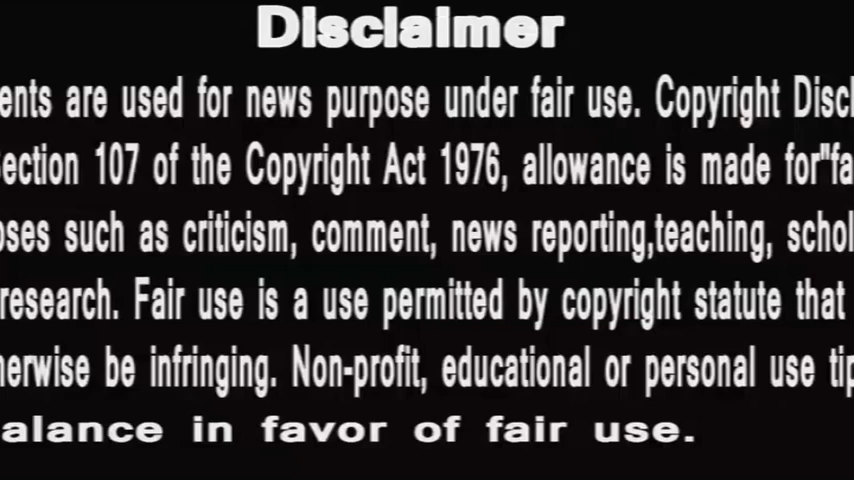 Disclaimer
ents are used for news purpose under fair use. Copyright Discl
ection 107 of the Copyright Act 1976, allowance is made for"fa
oses such as criticism, comment, news reporting,teaching, schol
research. Fair use is a use permitted by copyright statute that
herwise be infringing. Non-profit, educational or personal use tip
alance in favor of fair use.